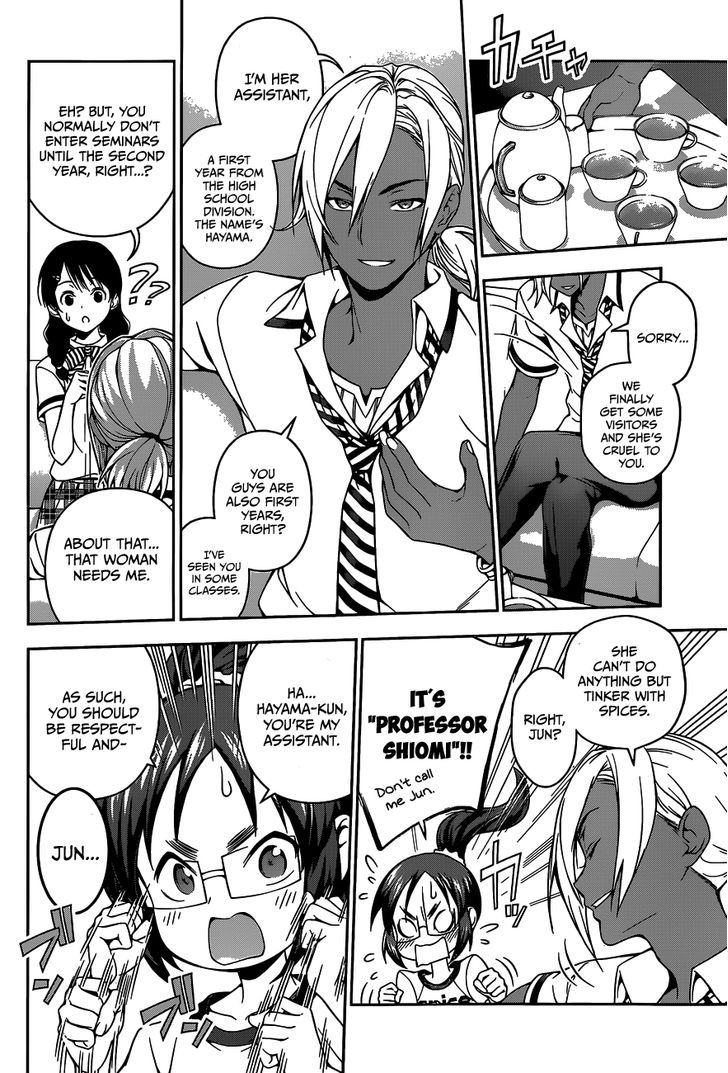 カチャ
SORRY...
WE
FINALLY
GET SOME
VISITORS
AND SHE'S
CRUEL TO
YOU.
I'M HER
ASSISTANT,
A FIRST
YEAR FROM
THE HIGH
SCHOOL
DIVISION.
THE NAME'S
HAYAMA.
YOU
GUYS ARE
ALSO FIRST
YEARS,
RIGHT?
I'VE
SEEN YOU
IN SOME
CLASSES.
EH? BUT, YOU
NORMALLY DON'T
ENTER SEMINARS
UNTIL THE SECOND
YEAR, RIGHT...?
??
ABOUT THAT...
THAT WOMAN
NEEDS ME.
SHE
CAN'T DO
ANYTHING BUT
TINKER WITH
SPICES.
RIGHT,
JUN?
IT'S
"PROFESSOR
SHIOMI"!!
Don't call
me Jun.
ガッ
HA...
HAYAMA-KUN,
YOU'RE MY
ASSISTANT.
AS SUCH,
YOU SHOULD
BE RESPECT-
FUL AND-
JUN...